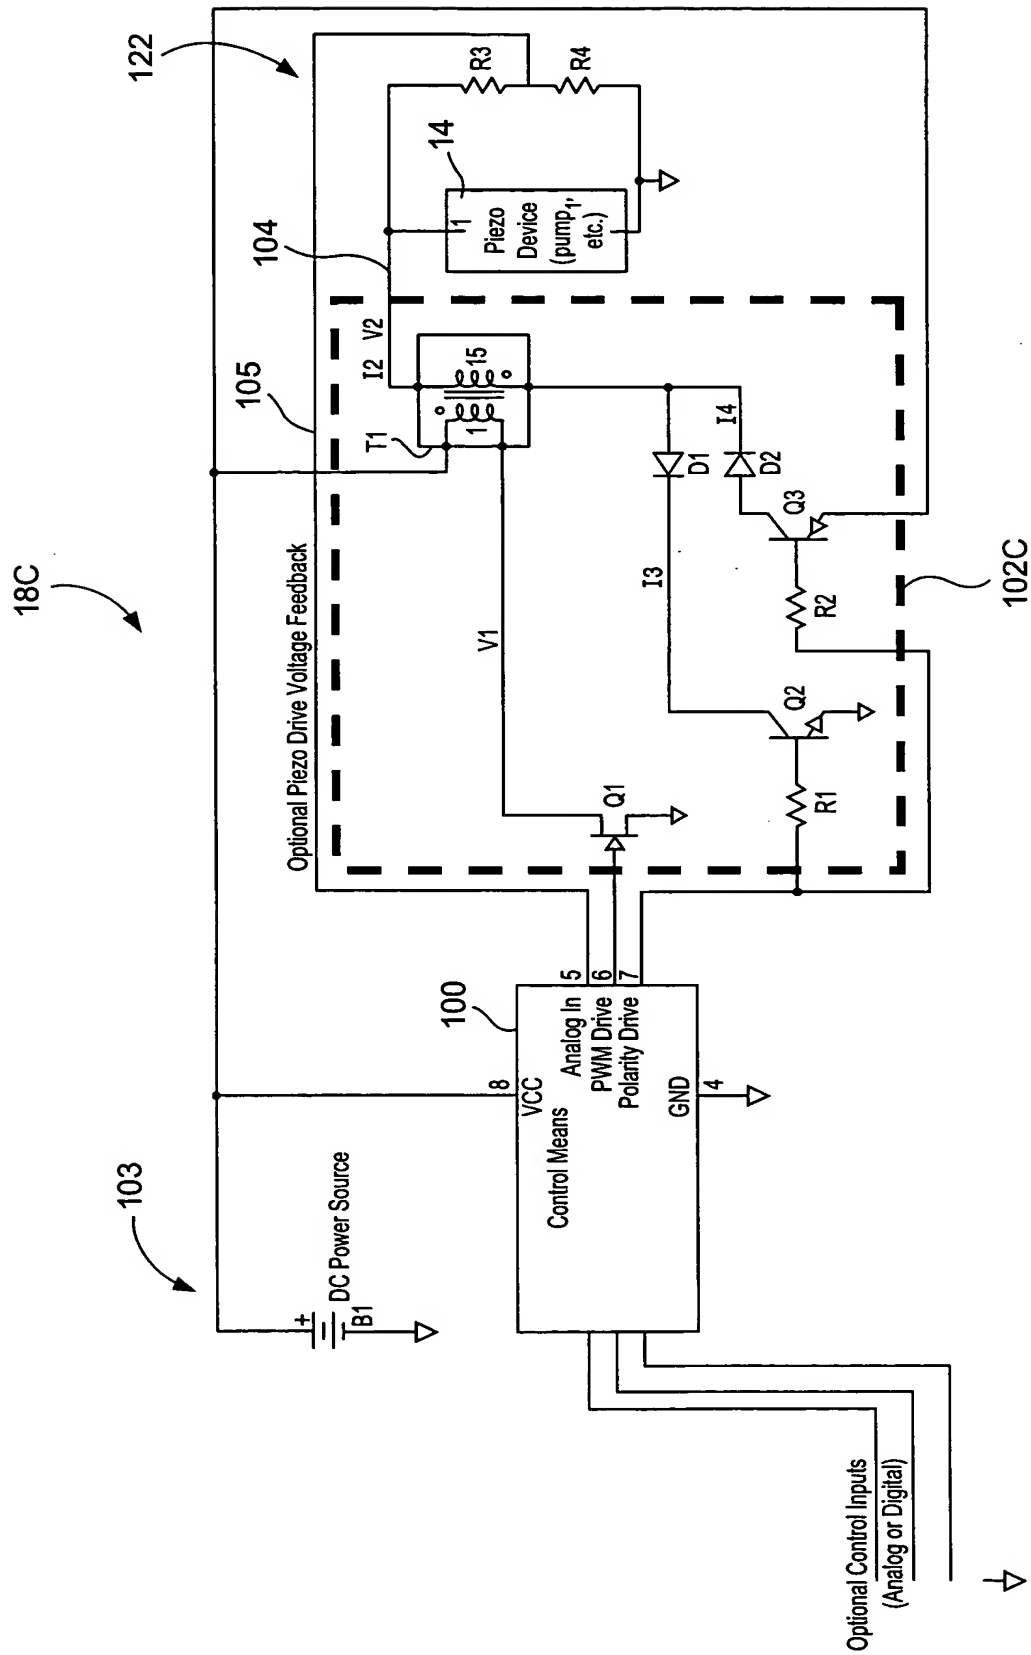 18C
103
122
105
104
14
100
102C
DC Power Source
+
B1
Optional Piezo Drive Voltage Feedback
T1
I2
V2
1
15
V1
R3
R4
1
Piezo
Device
(pump1,
etc.)
I3
I4
D1
D2
Q1
Q2
Q3
R1
R2
8
VCC
Control Means
Analog In
PWM Drive
Polarity Drive
5
6
7
GND
4
Optional Control Inputs
(Analog or Digital)